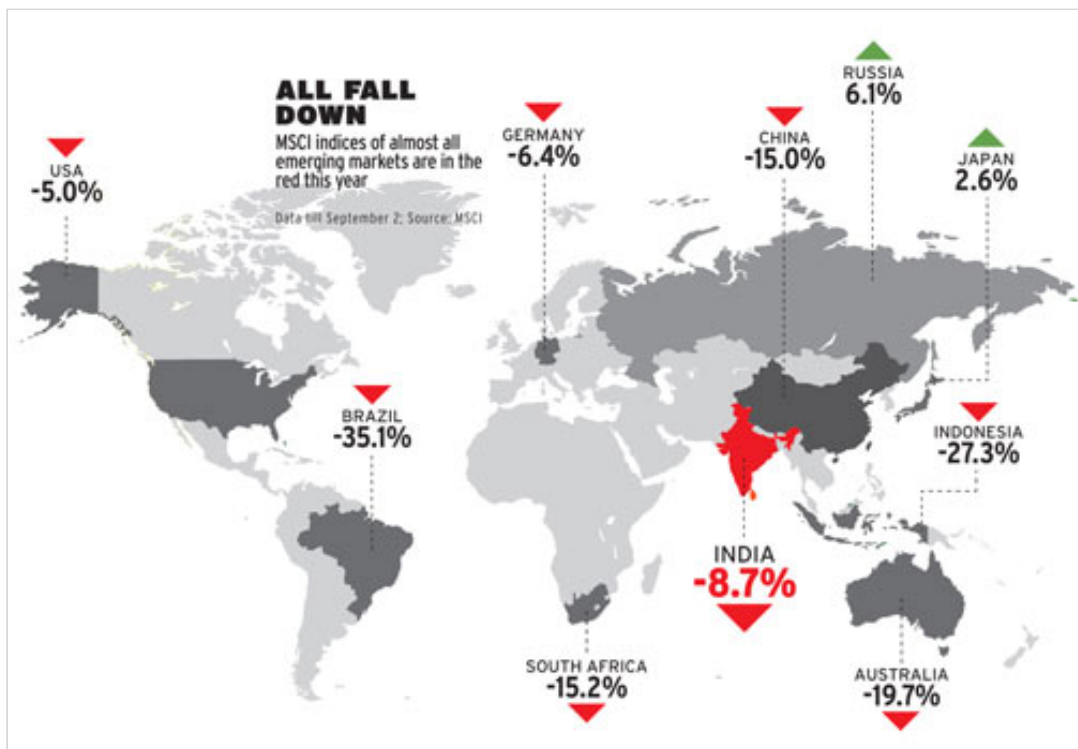 ALL FALL
DOWN
MSCI indices of almost all
emerging markets are in the
red this year
Data till September 2; Source: MSCI
USA
-5.0%
GERMANY
-6.4%
CHINA
-15.0%
RUSSIA
6.1%
JAPAN
2.6%
BRAZIL
-35.1%
INDONESIA
-27.3%
INDIA
-8.7%
SOUTH AFRICA
-15.2%
AUSTRALIA
-19.7%